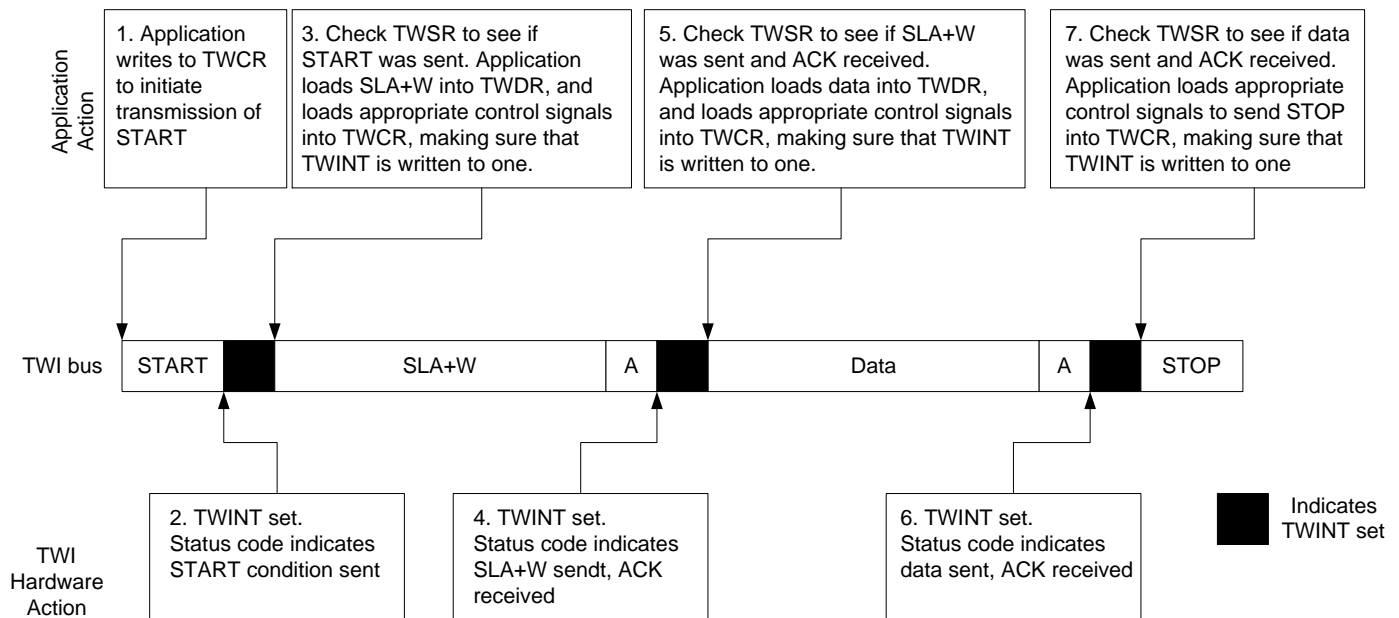 Application
Action
1. Application
writes to TWCR
to initiate
transmission of
START
3. Check TWSR to see if
START was sent. Application
loads SLA+W into TWDR, and
loads appropriate control signals
into TWCR, making sure that
TWINT is written to one.
5. Check TWSR to see if SLA+W
was sent and ACK received.
Application loads data into TWDR,
and loads appropriate control signals
into TWCR, making sure that TWINT
is written to one.
7. Check TWSR to see if data
was sent and ACK received.
Application loads appropriate
control signals to send STOP
into TWCR, making sure that
TWINT is written to one
TWI bus
START
SLA+W
A
Data
A
STOP
TWI
Hardware
Action
2. TWINT set.
Status code indicates
START condition sent
4. TWINT set.
Status code indicates
SLA+W sendt, ACK
received
6. TWINT set.
Status code indicates
data sent, ACK received
Indicates
TWINT set